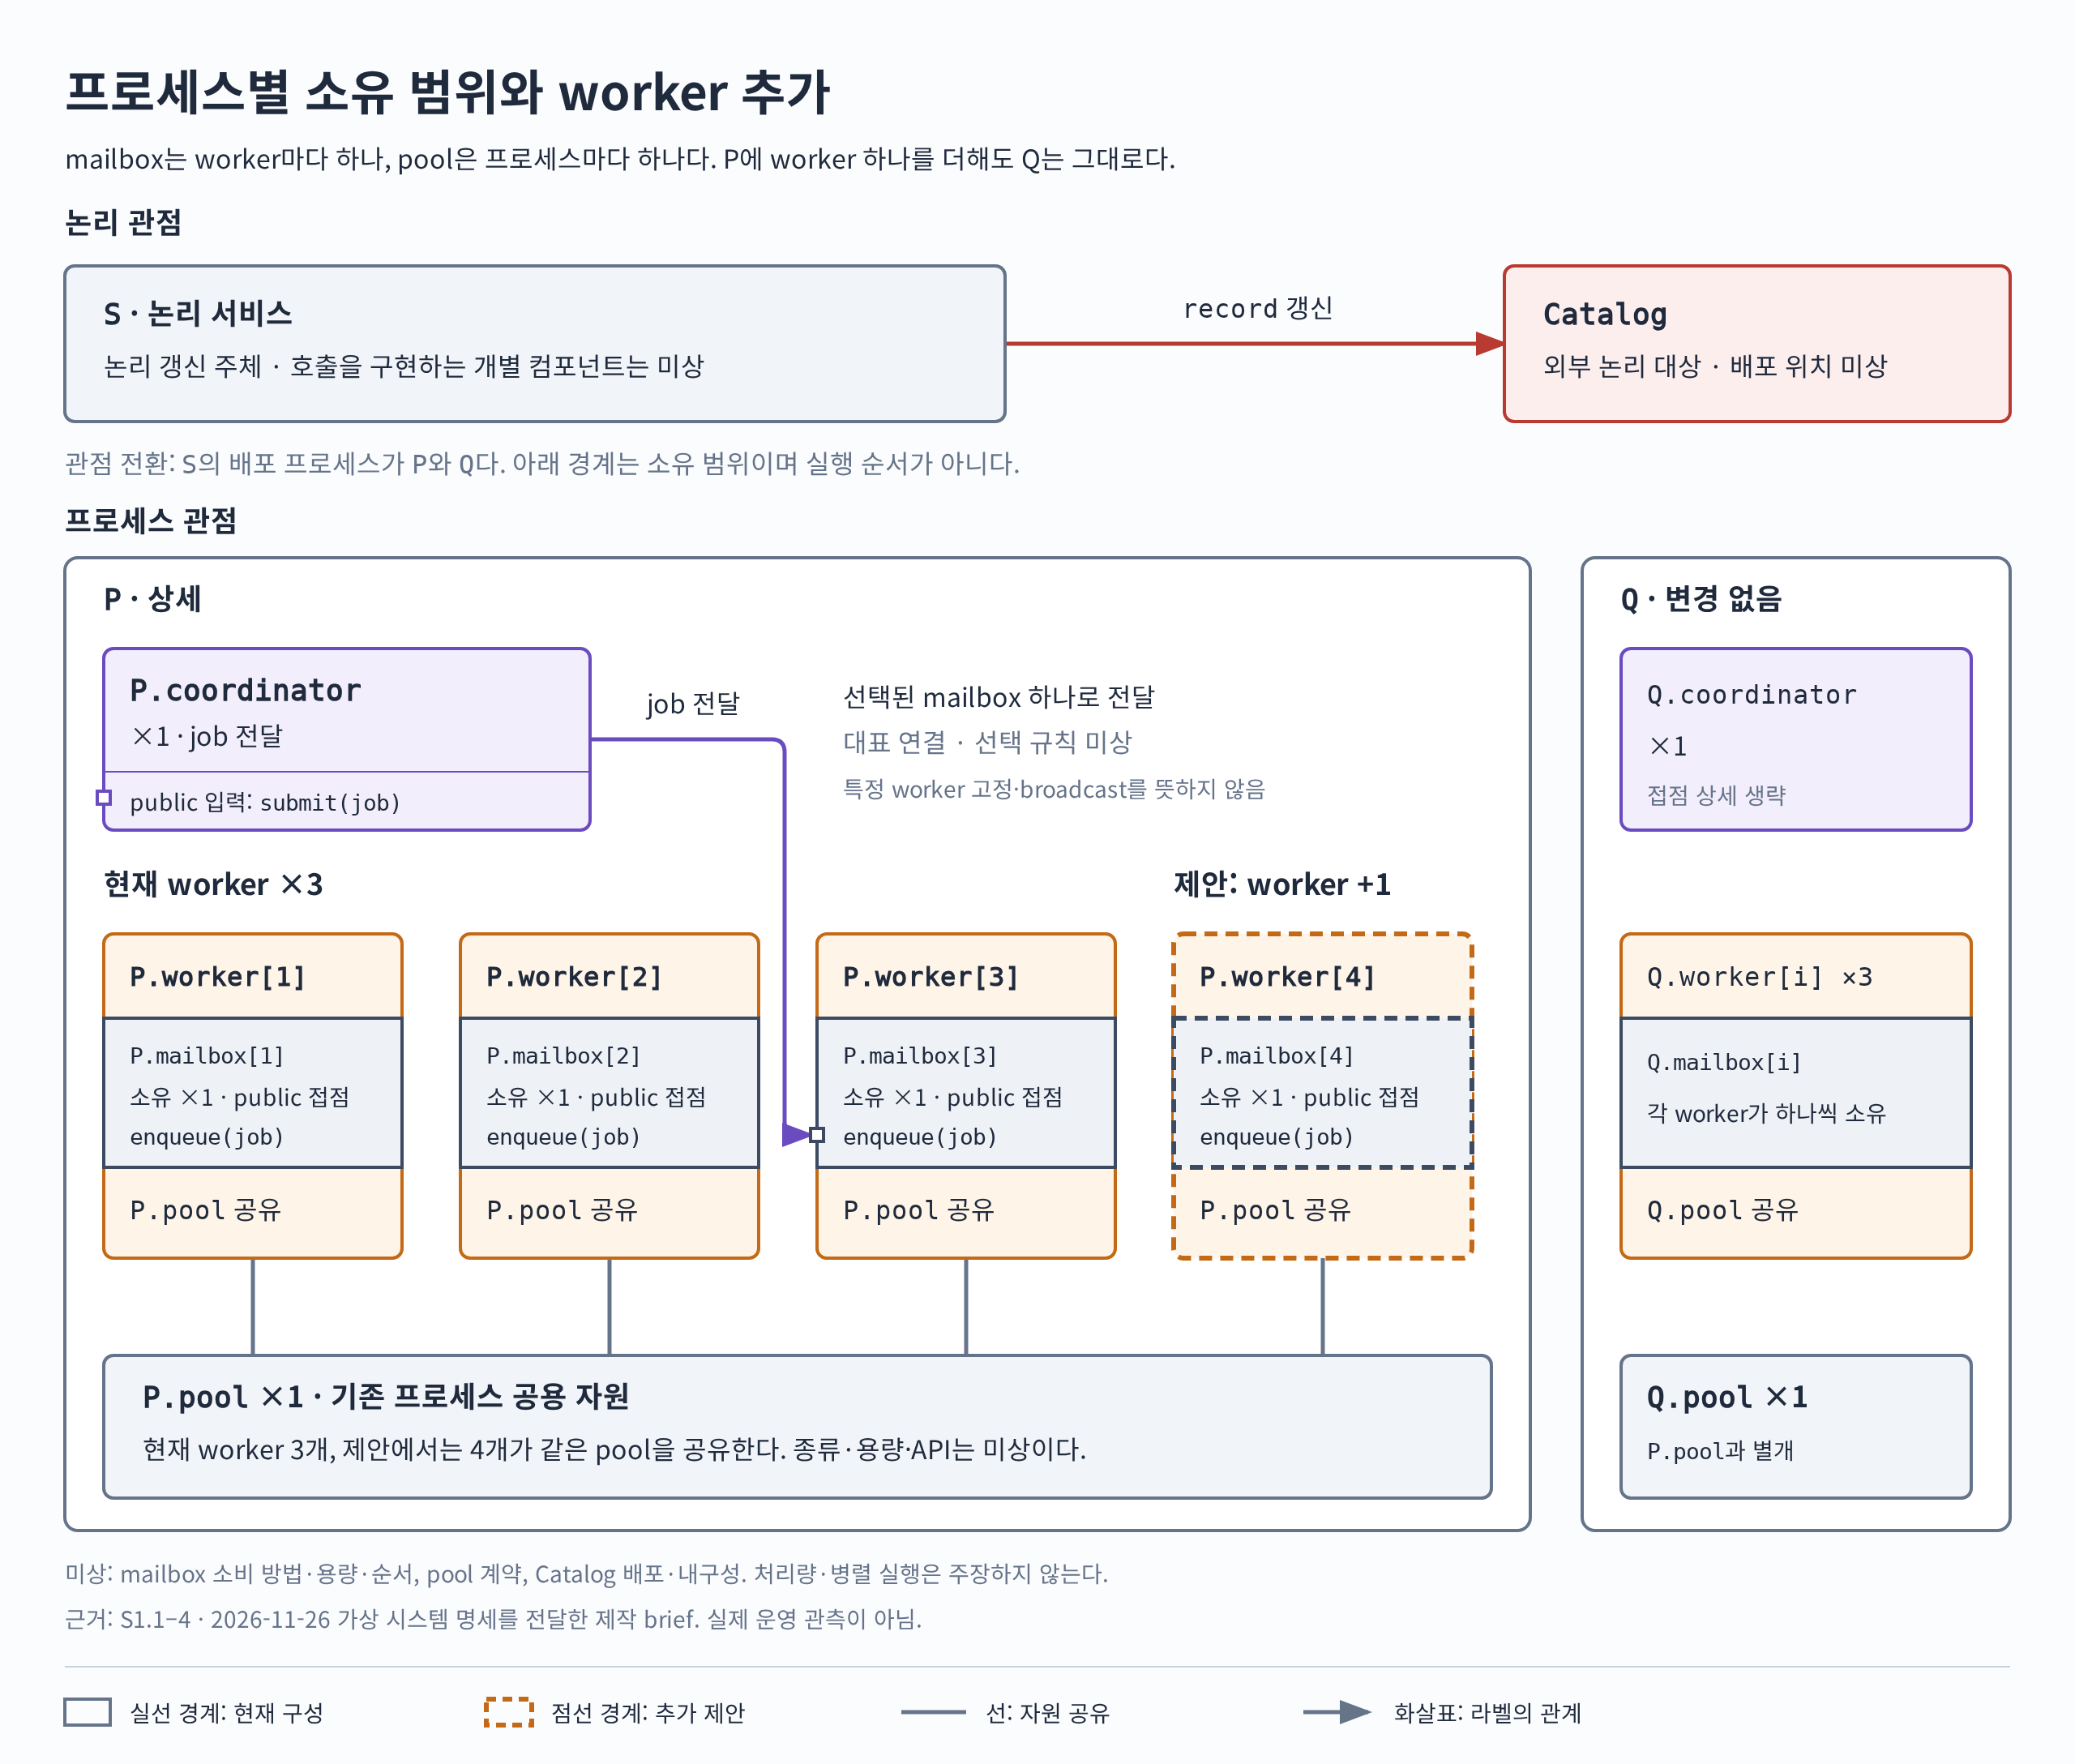 프로세스별 소유 범위와 worker 추가
mailbox는 worker마다 하나, pool은 프로세스마다 하나다. P에 worker 하나를 더해도 Q는 그대로다.
논리 관점
S · 논리 서비스
논리 갱신 주체 · 호출을 구현하는 개별 컴포넌트는 미상
record 갱신
Catalog
외부 논리 대상 · 배포 위치 미상
관점 전환: S의 배포 프로세스가 P와 Q다. 아래 경계는 소유 범위이며 실행 순서가 아니다.
프로세스 관점
P · 상세
P.coordinator
×1 · job 전달
public 입력: submit(job)
job 전달
선택된 mailbox 하나로 전달
대표 연결 · 선택 규칙 미상
특정 worker 고정·broadcast를 뜻하지 않음
현재 worker ×3
제안: worker +1
P.worker[1]
P.mailbox[1]
소유 ×1 · public 접점
enqueue(job)
P.pool 공유
P.worker[2]
P.mailbox[2]
소유 ×1 · public 접점
enqueue(job)
P.pool 공유
P.worker[3]
P.mailbox[3]
소유 ×1 · public 접점
enqueue(job)
P.pool 공유
P.worker[4]
P.mailbox[4]
소유 ×1 · public 접점
enqueue(job)
P.pool 공유
P.pool ×1 · 기존 프로세스 공용 자원
현재 worker 3개, 제안에서는 4개가 같은 pool을 공유한다. 종류·용량·API는 미상이다.
Q · 변경 없음
Q.coordinator
×1
접점 상세 생략
Q.worker[i] ×3
Q.mailbox[i]
각 worker가 하나씩 소유
Q.pool 공유
Q.pool ×1
P.pool과 별개
미상: mailbox 소비 방법·용량·순서, pool 계약, Catalog 배포·내구성. 처리량·병렬 실행은 주장하지 않는다.
근거: S1.1–4 · 2026-11-26 가상 시스템 명세를 전달한 제작 brief. 실제 운영 관측이 아님.
실선 경계: 현재 구성
점선 경계: 추가 제안
선: 자원 공유
화살표: 라벨의 관계